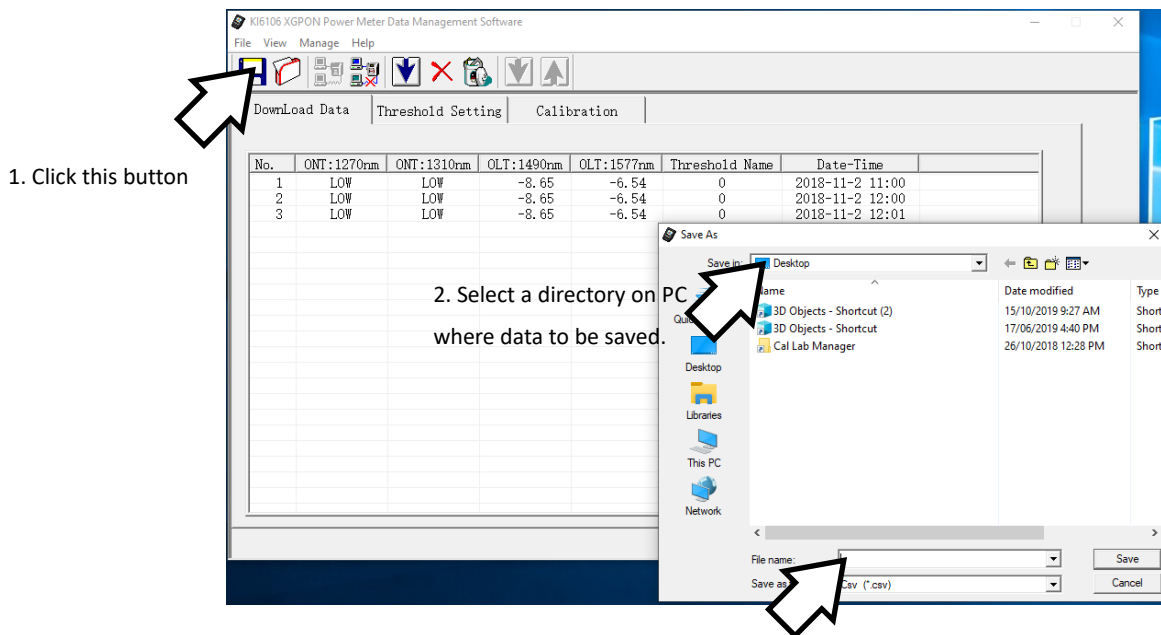 KI6106 XGPON Power Meter Data Management Software
File View Manage Help
DownLoad Data Threshold Setting Calibration
1. Click this button
No. ONT:1270nm ONT:1310nm OLT:1490nm OLT:1577nm Threshold Name Date-Time
1 LOW LOW -8.65 -6.54 0 2018-11-2 11:00
2 LOW LOW -8.65 -6.54 0 2018-11-2 12:00
3 LOW LOW -8.65 -6.54 0 2018-11-2 12:01
Save As
Save in: Desktop
2. Select a directory on PC
where data to be saved.
Name Date modified Type
3D Objects - Shortcut (2) 15/10/2019 9:27 AM Short
3D Objects - Shortcut 17/06/2019 4:40 PM Short
Cal Lab Manager 26/10/2018 12:28 PM Short
Desktop
Libraries
This PC
Network
File name: Save
Save as Csv (*.csv) Cancel